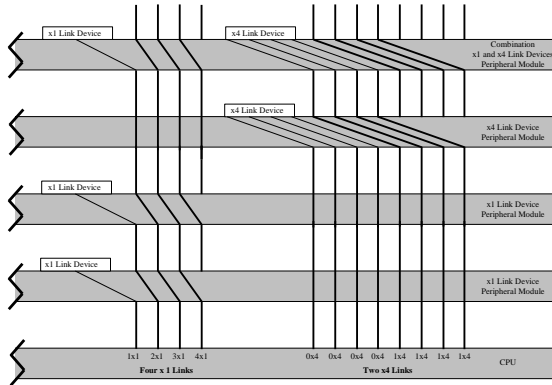 x1 Link Device
x4 Link Device
Combination
x1 and x4 Link Devices
Peripheral Module
x4 Link Device
x4 Link Device
Peripheral Module
x1 Link Device
x1 Link Device
Peripheral Module
x1 Link Device
x1 Link Device
Peripheral Module
1x1 2x1 3x1 4x1 0x4 0x4 0x4 0x4 1x4 1x4 1x4 1x4
CPU
Four x 1 Links
Two x4 Links